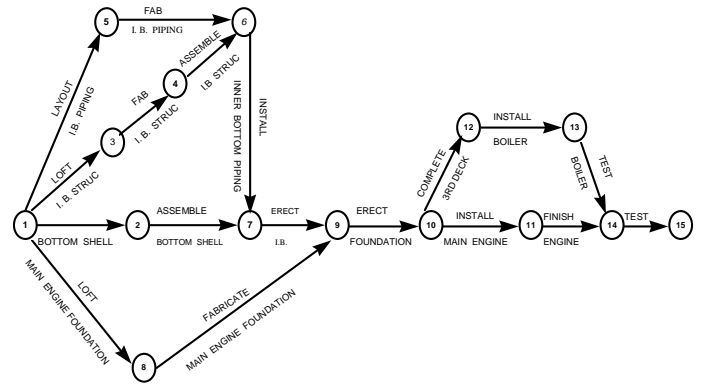 FAB
5
6
I. B. PIPING
ASSEMBLE
I.B STRUC
LAYOUT
I.B. PIPING
4
FAB
I. B. STRUC
INSTALL
INNER BOTTOM PIPING
3
LOFT
I. B. STRUC
12
INSTALL
BOILER
13
COMPLETE
3RD DECK
TEST
BOILER
1
BOTTOM SHELL
2
ASSEMBLE
BOTTOM SHELL
7
ERECT
I.B.
9
ERECT
FOUNDATION
10
INSTALL
MAIN ENGINE
11
FINISH
ENGINE
14
TEST
15
LOFT
MAIN ENGINE FOUNDATION
8
FABRICATE
MAIN ENGINE FOUNDATION